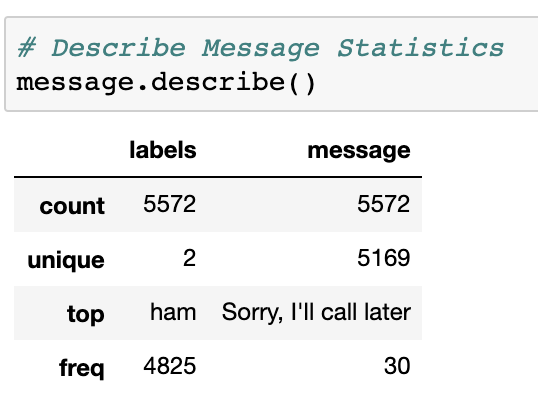 # Describe Message Statistics
message.describe()
labels message
count 5572 5572
unique 2 5169
top ham Sorry, I'll call later
freq 4825 30